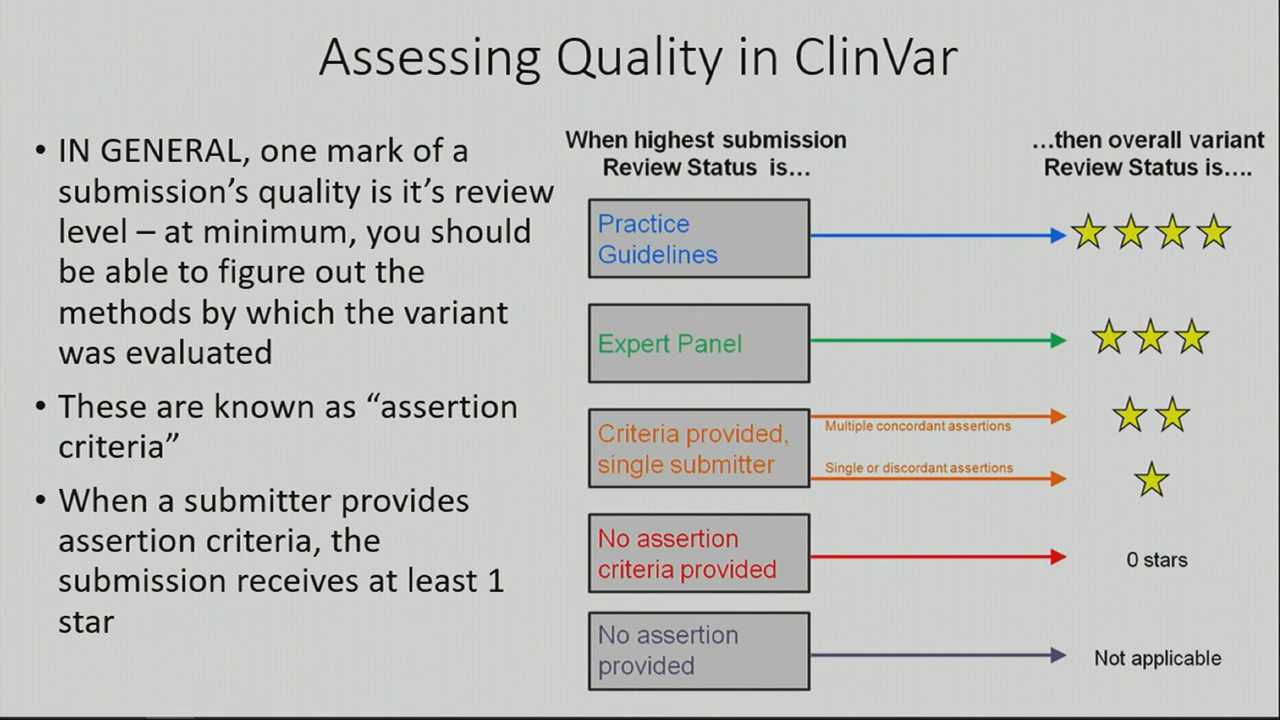 Assessing Quality in ClinVar
• IN GENERAL, one mark of a
submission's quality is it's review
level – at minimum, you should
be able to figure out the
methods by which the variant
was evaluated
• These are known as “assertion
criteria”
• When a submitter provides
assertion criteria, the
submission receives at least 1
star
When highest submission
Review Status is...
...then overall variant
Review Status is....
Practice
Guidelines
Expert Panel
Criteria provided,
single submitter
Multiple concordant assertions
Single or discordant assertions
No assertion
criteria provided
0 stars
No assertion
provided
Not applicable